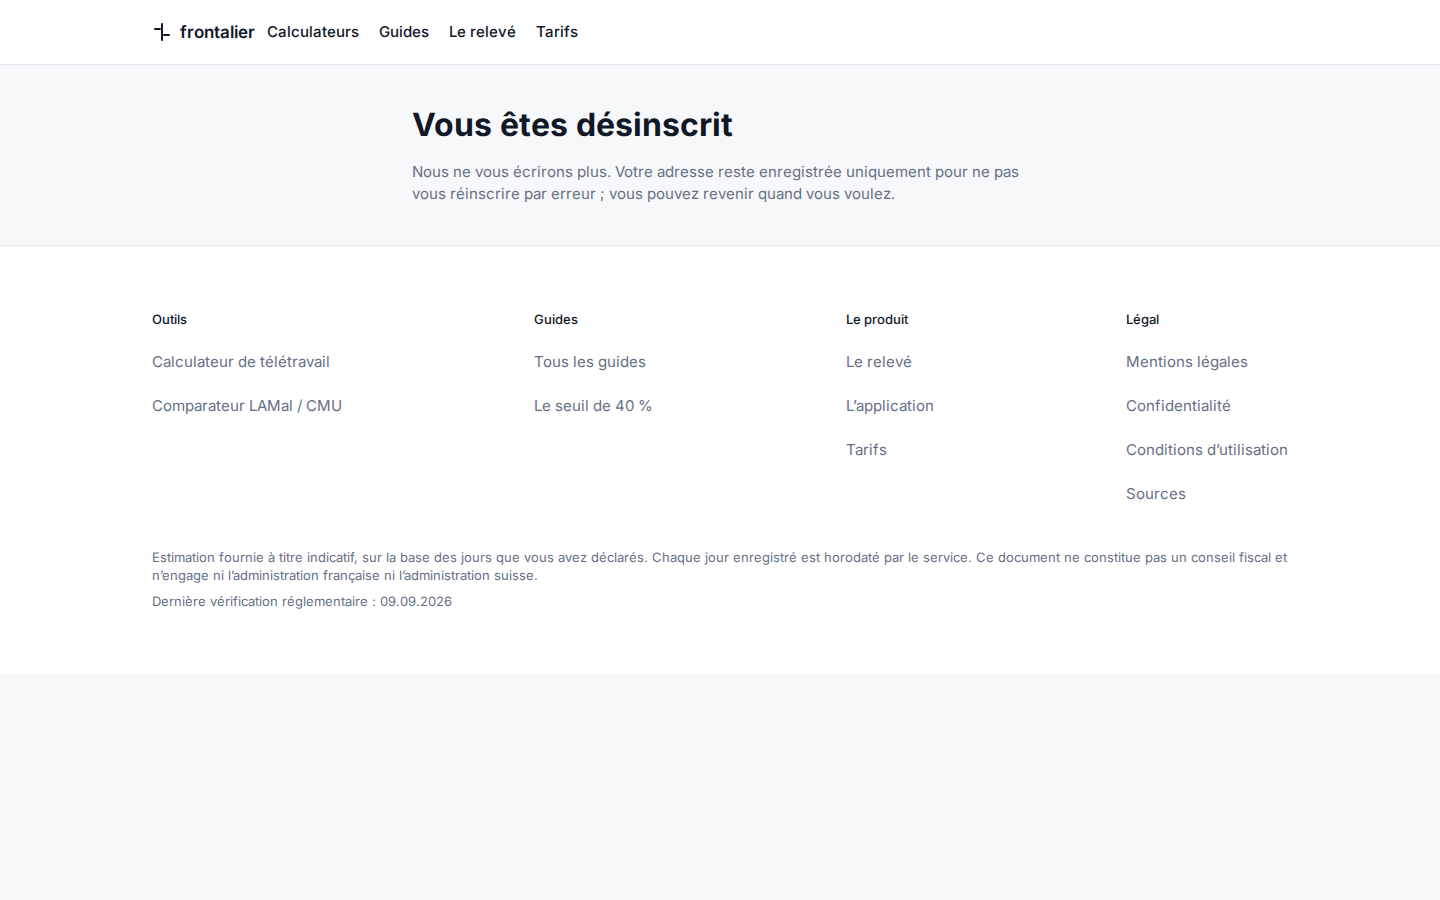 frontalier Calculateurs Guides Le relevé Tarifs
Vous êtes désinscrit
Nous ne vous écrirons plus. Votre adresse reste enregistrée uniquement pour ne pas
vous réinscrire par erreur ; vous pouvez revenir quand vous voulez.
Outils
Calculateur de télétravail
Comparateur LAMal / CMU
Guides
Tous les guides
Le seuil de 40 %
Le produit
Le relevé
L’application
Tarifs
Légal
Mentions légales
Confidentialité
Conditions d’utilisation
Sources
Estimation fournie à titre indicatif, sur la base des jours que vous avez déclarés. Chaque jour enregistré est horodaté par le service. Ce document ne constitue pas un conseil fiscal et
n’engage ni l’administration française ni l’administration suisse.
Dernière vérification réglementaire : 09.09.2026